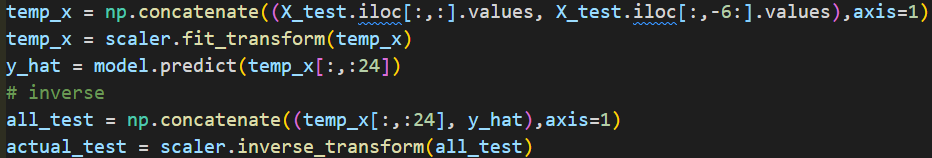 temp_x = np.concatenate((X_test.iloc[:,:].values, X_test.iloc[:,-6:].values),axis=1)
temp_x = scaler.fit_transform(temp_x)
y_hat = model.predict(temp_x[:,:24])
# inverse
all_test = np.concatenate((temp_x[:,:24], y_hat),axis=1)
actual_test = scaler.inverse_transform(all_test)